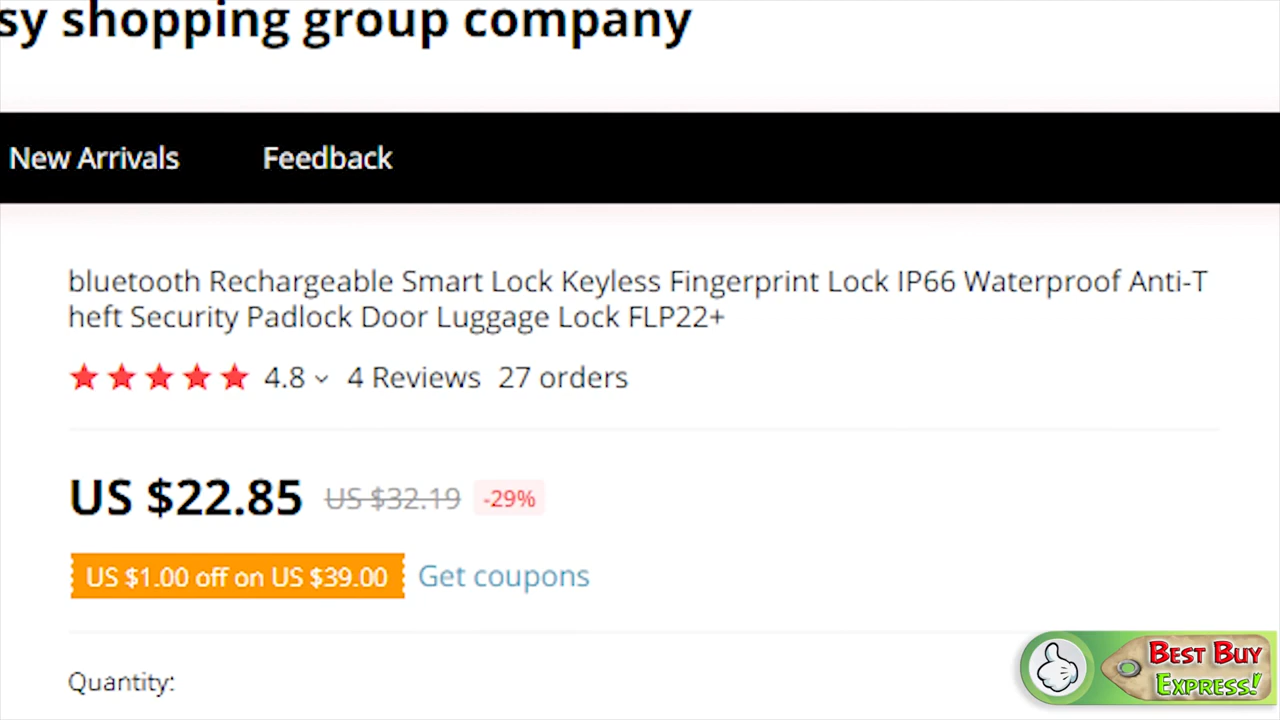 sy shopping group company
New Arrivals Feedback
bluetooth Rechargeable Smart Lock Keyless Fingerprint Lock IP66 Waterproof Anti-T
heft Security Padlock Door Luggage Lock FLP22+
4.8 4 Reviews 27 orders
US $22.85 US $32.19 -29%
US $1.00 off on US $39.00 Get coupons
Quantity:
BEST BUY
EXPRESS!